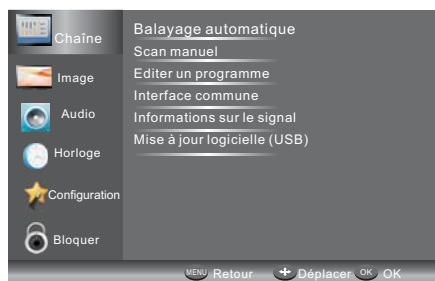 Chaîne
Image
Audio
Horloge
Configuration
Bloquer
Balayage automatique
Scan manuel
Editer un programme
Interface commune
Informations sur le signal
Mise à jour logicielle (USB)
MENU Retour Déplacer OK OK